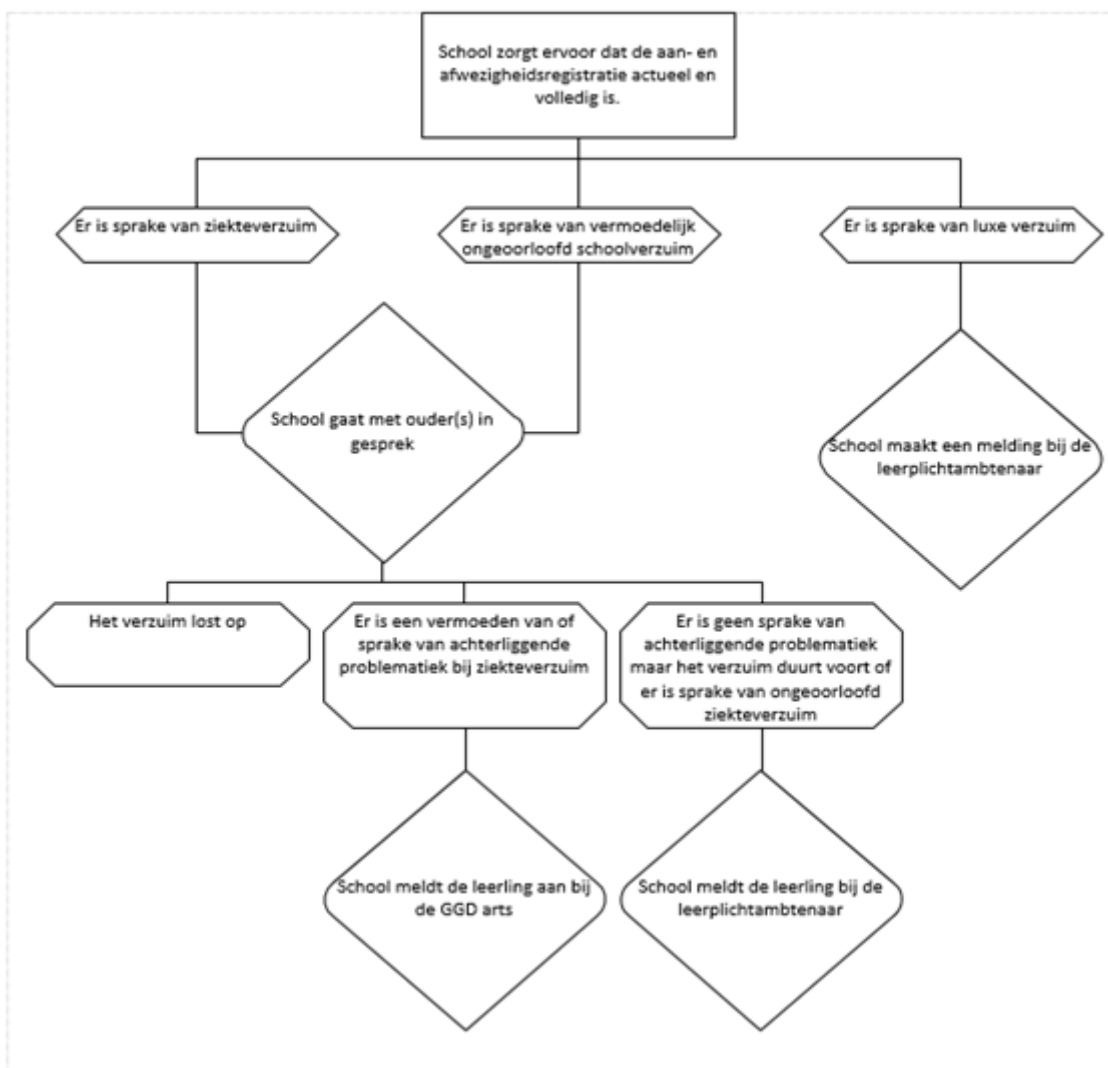 School zorgt ervoor dat de aan- en
afwezigheidsregistratie actueel en
volledig is.
Er is sprake van ziekteverzuim
Er is sprake van vermoedelijk
ongeoorloofd schoolverzuim
Er is sprake van luxe verzuim
School gaat met ouder(s) in
gesprek
School maakt een melding bij de
leerplichtambtenaar
Het verzuim lost op
Er is een vermoeden van of
sprake van achterliggende
problematiek bij ziekteverzuim
Er is geen sprake van
achterliggende problematiek
maar het verzuim duurt voort of
er is sprake van ongeoorloofd
ziekteverzuim
School meldt de leerling aan bij
de GGD arts
School meldt de leerling bij de
leerplichtambtenaar